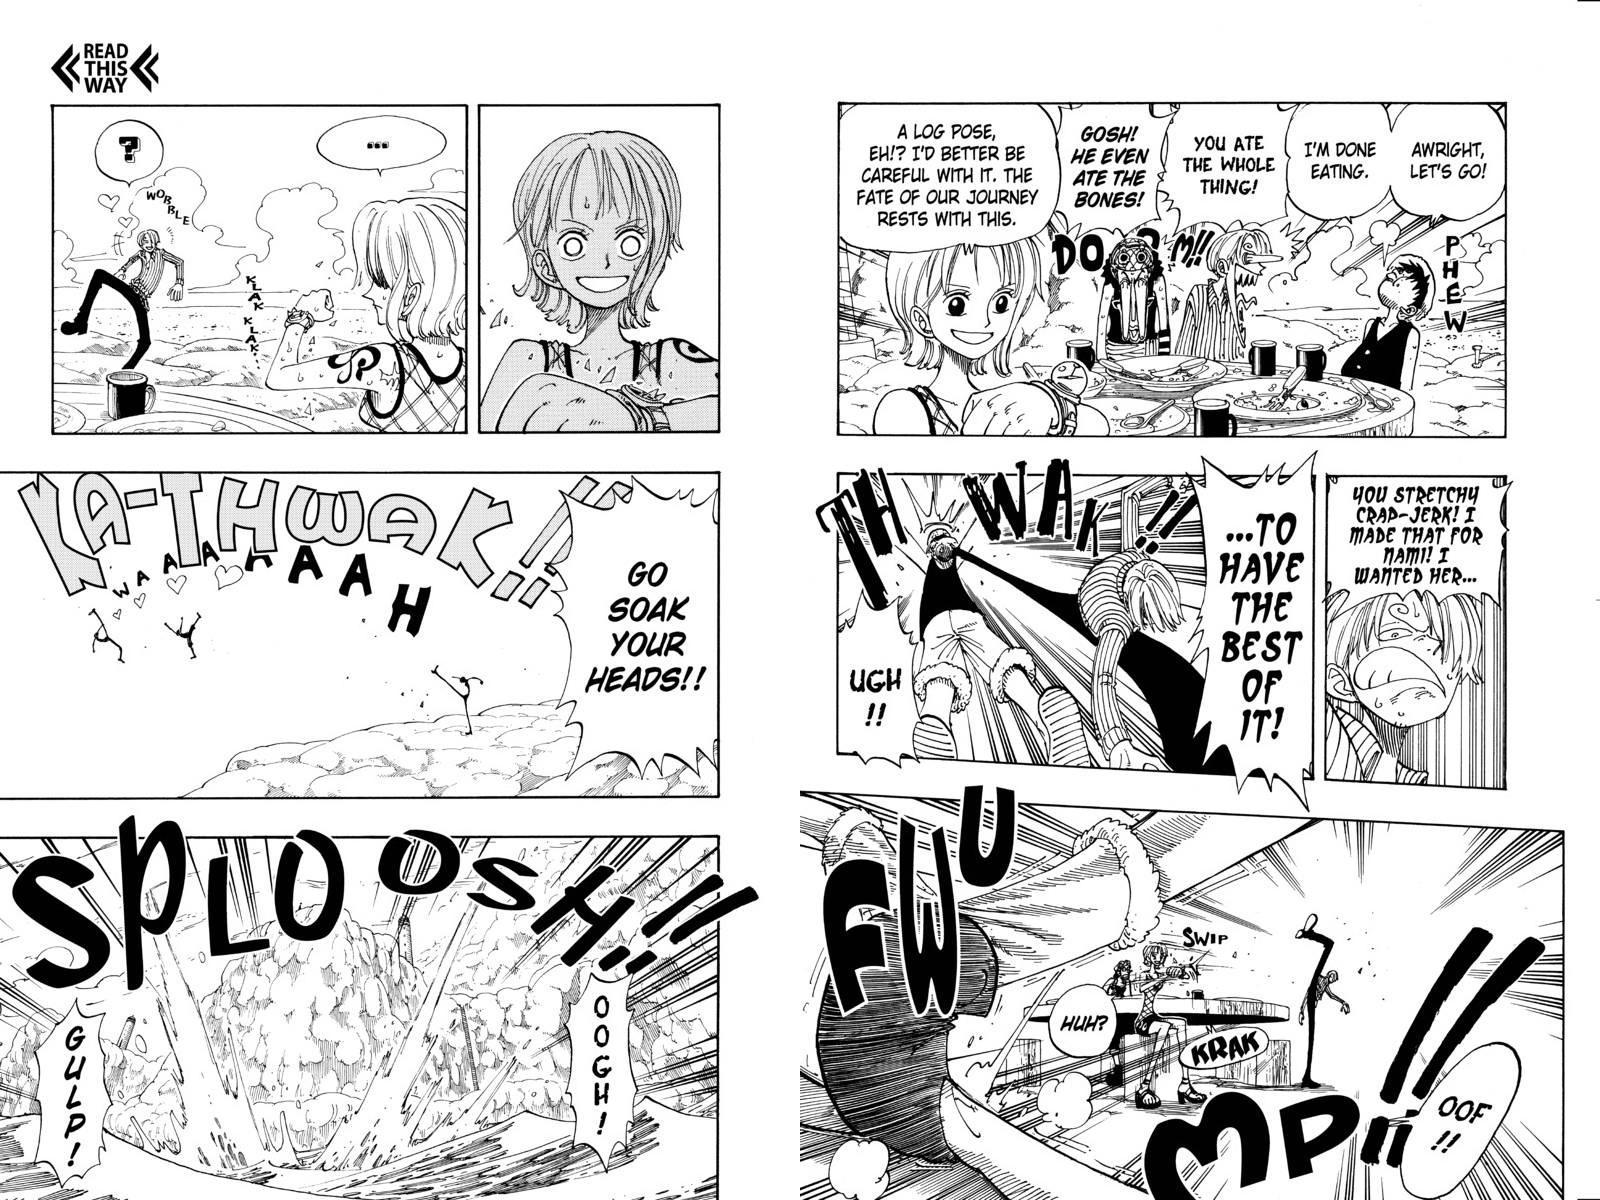 READ
THIS
WAY
AWRIGHT,
LET'S GO!
I'M DONE
EATING.
YOU ATE
THE WHOLE
THING!
GOSH!
HE EVEN
ATE THE
BONES!
A LOG POSE,
EH!? I'D BETTER BE
CAREFUL WITH IT. THE
FATE OF OUR JOURNEY
RESTS WITH THIS.
PHEW
DOOM!!
YOU STRETCHY
CRAP-JERK! I
MADE THAT FOR
NAMI! I
WANTED HER...
...TO
HAVE
THE
BEST
OF
IT!
THWAK!!
UGH
!!
FWUMP!!
SWIP
HUH?
KRAK
OOF
!!
...
?
WOBBLE
KLAK
KLAK.
GO
SOAK
YOUR
HEADS!!
KA-THWAK!!
WAAAAAAH
SPLOOSH!!
OOGH!
GULP!